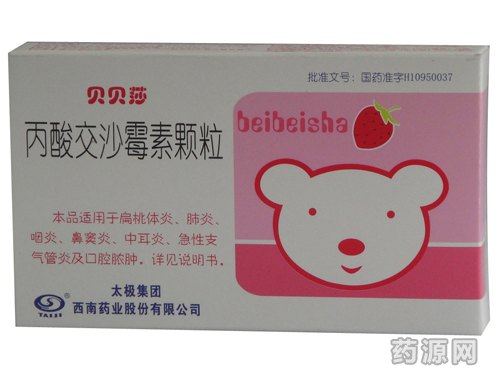 批准文号：国药准字H10950037
贝贝莎
beibeisha
丙酸交沙霉素颗粒
本品适用于扁桃体炎、肺炎、
咽炎、鼻窦炎、中耳炎、急性支
气管炎及口腔脓肿。详见说明书。
TAIJI
太极集团
西南药业股份有限公司
药源网